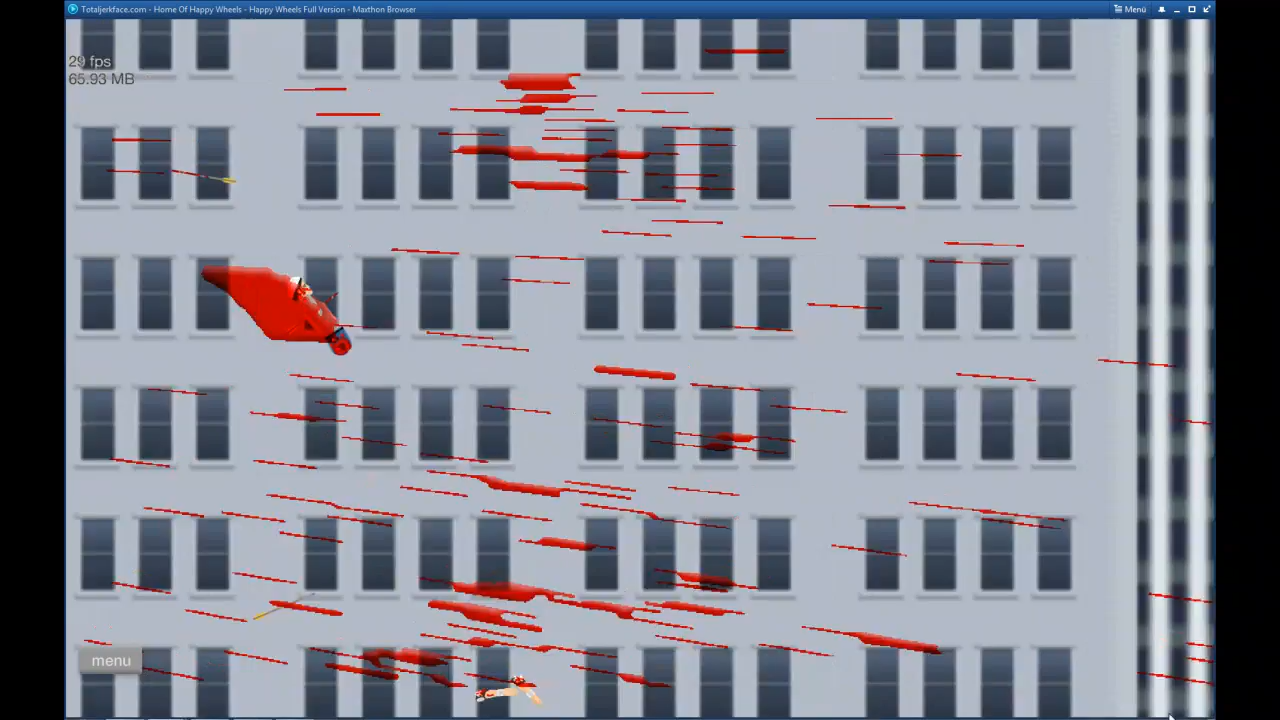 Totaljerkface.com - Home Of Happy Wheels - Happy Wheels Full Version - Maxthon Browser
Menü
29 fps
65.93 MB
menu